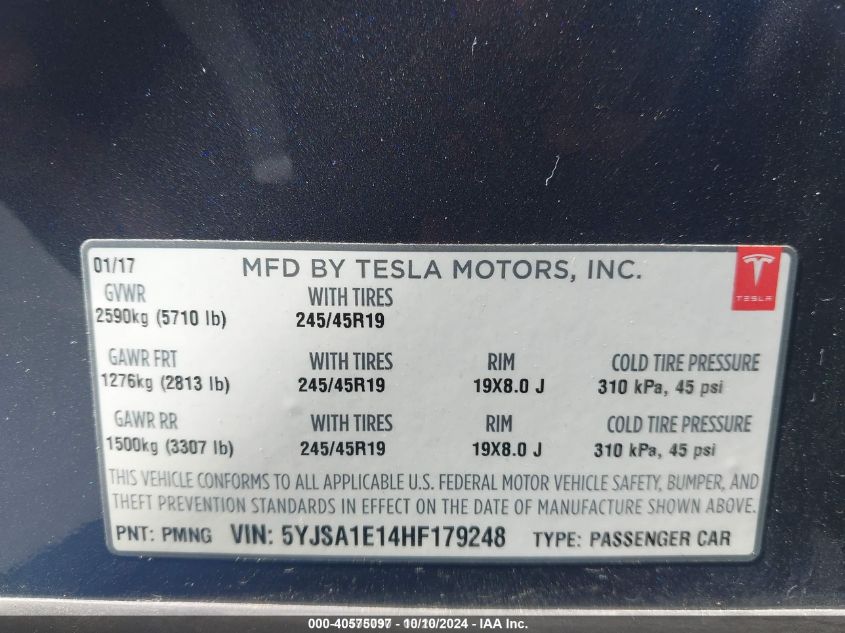 01/17 MFD BY TESLA MOTORS, INC.
TESLA
GVWR WITH TIRES
2590kg (5710 lb) 245/45R19
GAWR FRT WITH TIRES RIM COLD TIRE PRESSURE
1276kg (2813 lb) 245/45R19 19X8.0 J 310 kPa, 45 psi
GAWR RR WITH TIRES RIM COLD TIRE PRESSURE
1500kg (3307 lb) 245/45R19 19X8.0 J 310 kPa, 45 psi
THIS VEHICLE CONFORMS TO ALL APPLICABLE U.S. FEDERAL MOTOR VEHICLE SAFETY, BUMPER, AND
THEFT PREVENTION STANDARDS IN EFFECT ON THE DATE OF MANUFACTURE SHOWN ABOVE.
PNT: PMNG VIN: 5YJSA1E14HF179248 TYPE: PASSENGER CAR
000-40575097 - 10/10/2024 - IAA Inc.